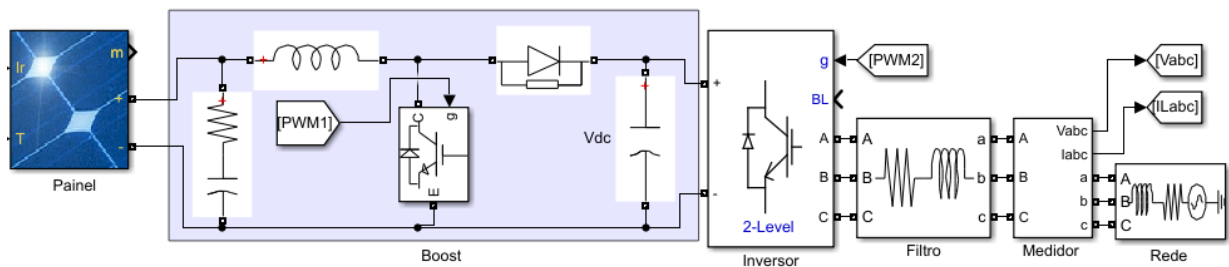 Ir
T
m
+
-
Painel
+
[PWM1]
C
g
E
+
Vdc
Boost
+
-
g
BL
A
B
C
2-Level
Inversor
[PWM2]
A
B
C
a
b
c
Filtro
A
B
C
Vabc
Iabc
a
b
c
Medidor
[Vabc]
[ILabc]
A
B
C
Rede